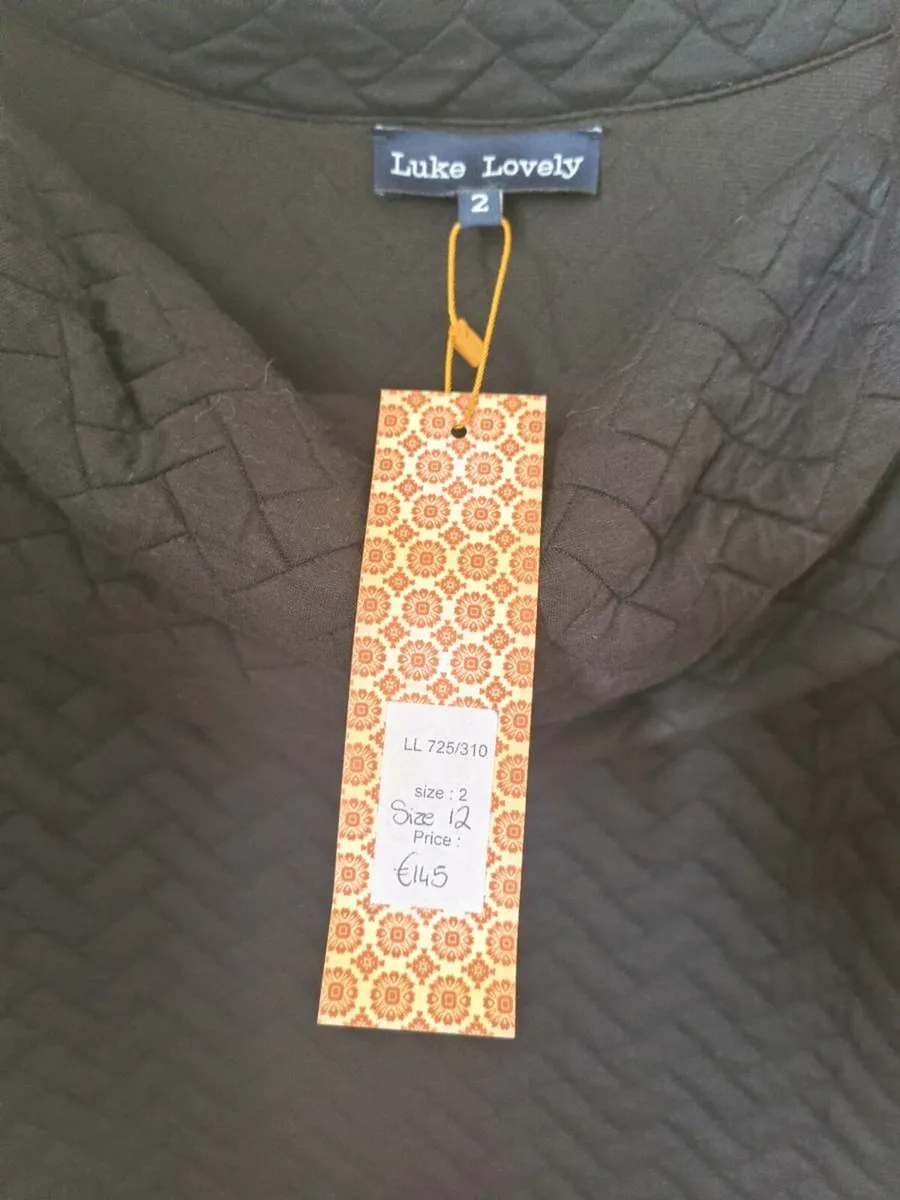 Luke Lovely
2
LL 725/310
size : 2
Size 12
Price :
€145